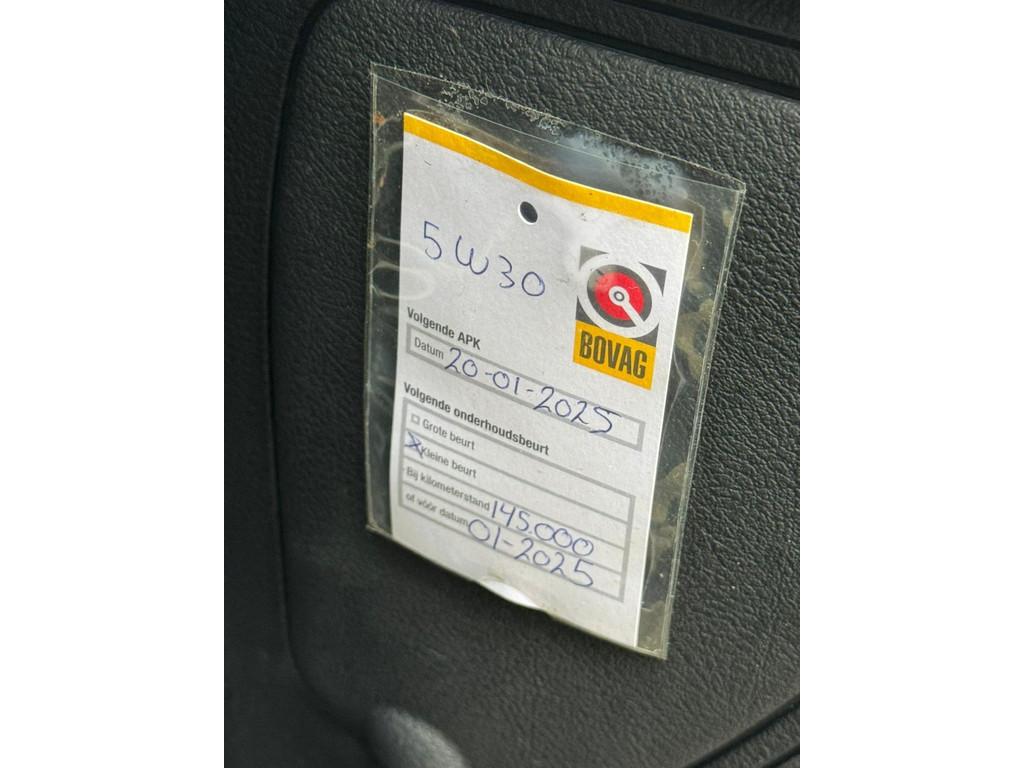 5W30
BOVAG
Volgende APK
Datum 20-01-2025
Volgende onderhoudsbeurt
Grote beurt
Kleine beurt
Bij kilometerstand 145.000
of vóór datum 01-2025